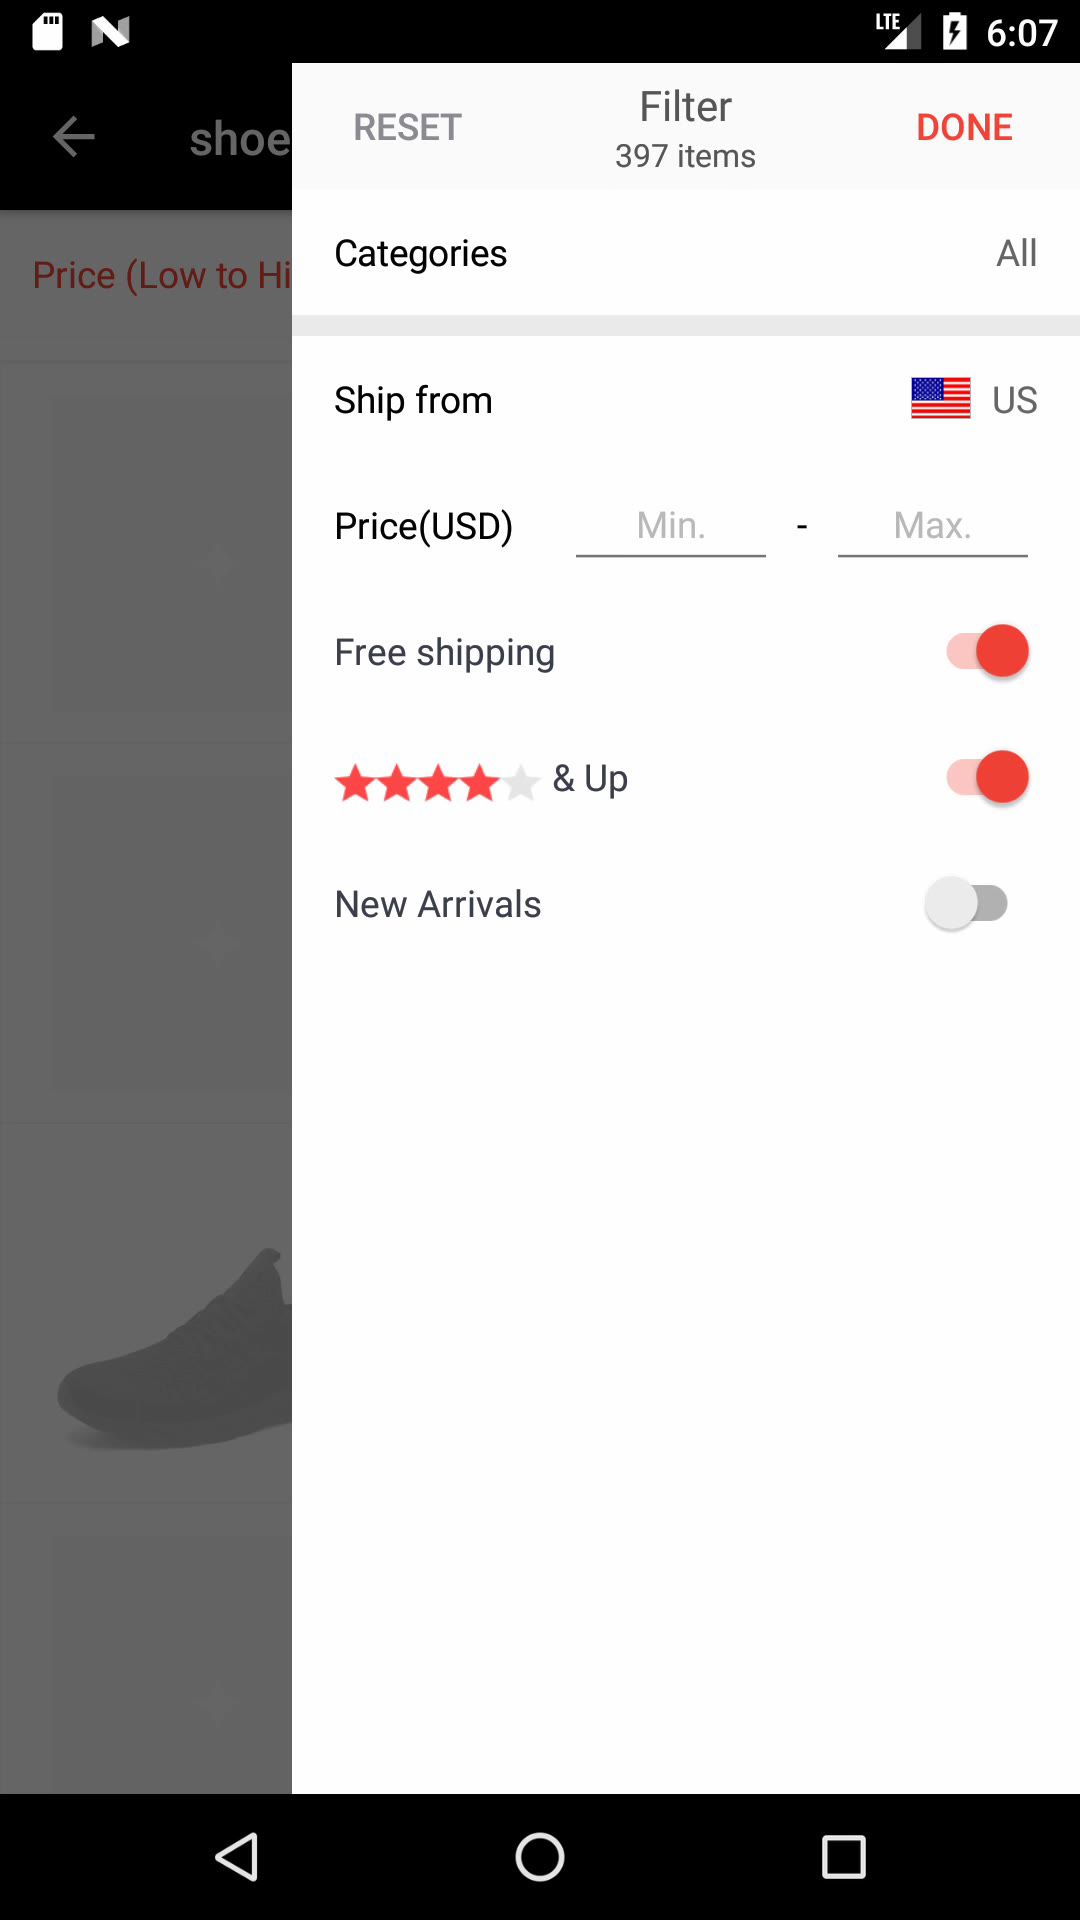 LTE 6:07
shoe
RESET
Filter
DONE
397 items
Price (Low to Hi
Categories All
Ship from US
Price(USD) Min. - Max.
Free shipping
& Up
New Arrivals